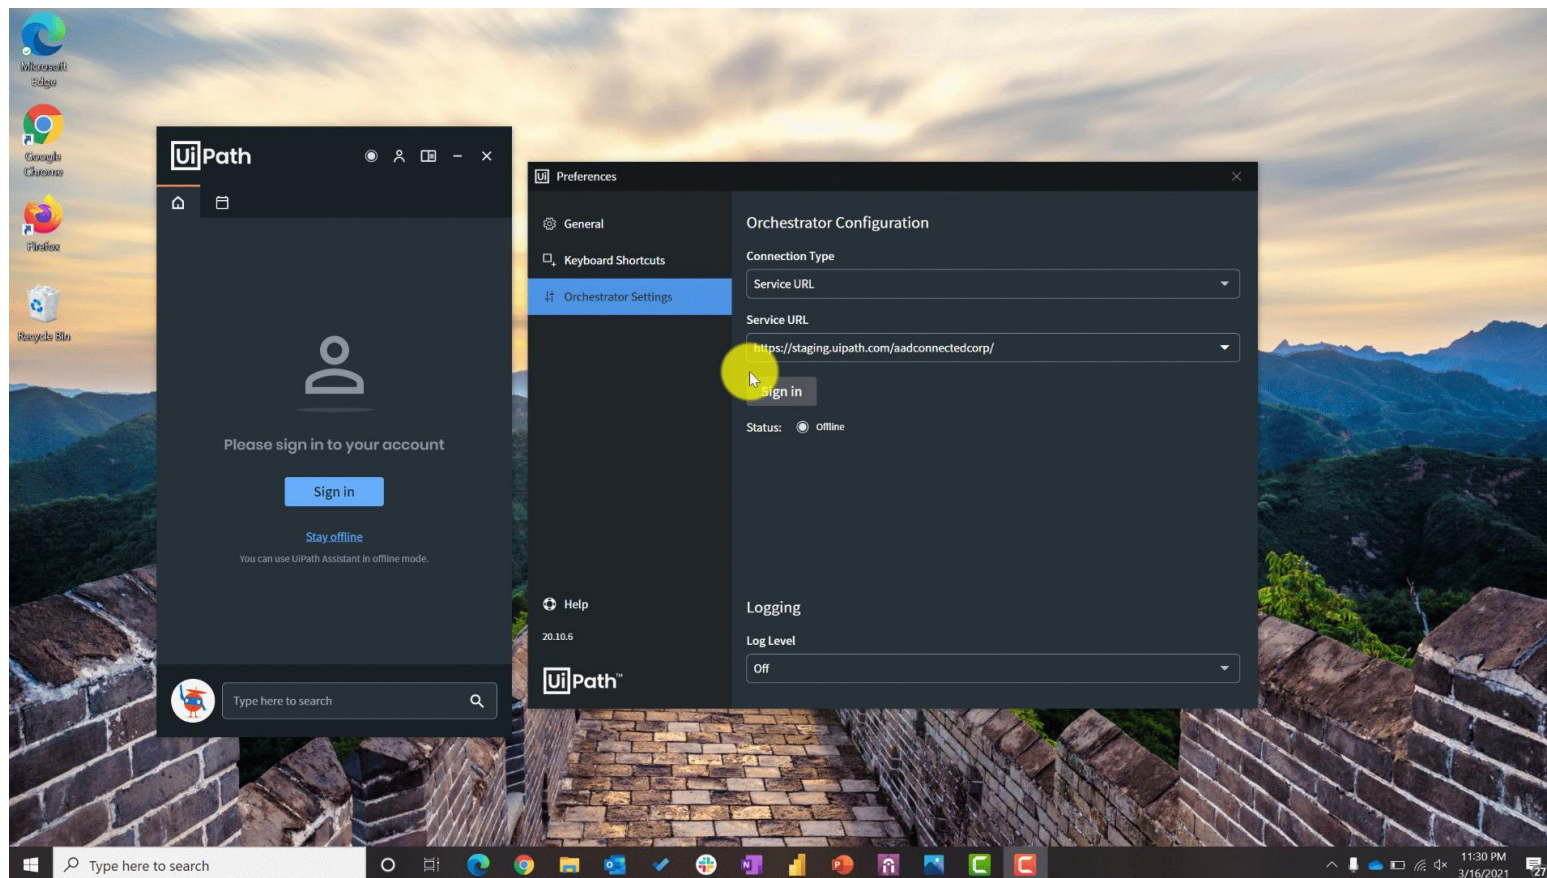 Microsoft
Edge
Google
Chrome
Firefox
Recycle Bin
UiPath
Please sign in to your account
Sign in
Stay offline
You can use UiPath Assistant in offline mode.
Type here to search
Ui Preferences
General
Keyboard Shortcuts
Orchestrator Settings
Help
20.10.6
UiPath™
Orchestrator Configuration
Connection Type
Service URL
Service URL
https://staging.uipath.com/aadconnectedcorp/
Sign in
Status: Offline
Logging
Log Level
Off
Type here to search
11:30 PM
3/16/2021
27